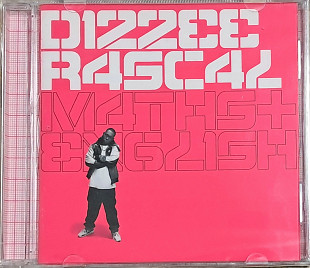 DIZZEE
RASCAL
MATHS+
ENGLISH